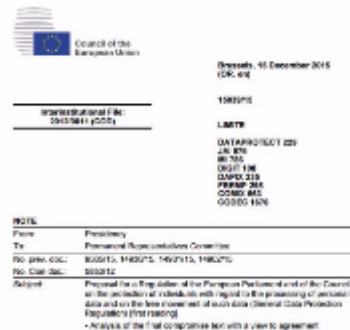 Council of the
European Union
Brussels, 15 December 2015
(OR. en)
Interinstitutional File:
2012/0011 (COD)
LIMITE
DATAPROTECT 229
JAI
MI
DIGIT
DAPIX
FREMP
COMIX
CODEC
NOTE
From: Presidency
To: Permanent Representatives Committee
No. prev. doc.:
No. Cion doc.:
Subject: Proposal for a Regulation of the European Parliament and of the Council
on the protection of individuals with regard to the processing of personal
data and on the free movement of such data (General Data Protection
Regulation) [first reading]
- Analysis of the final compromise text with a view to agreement